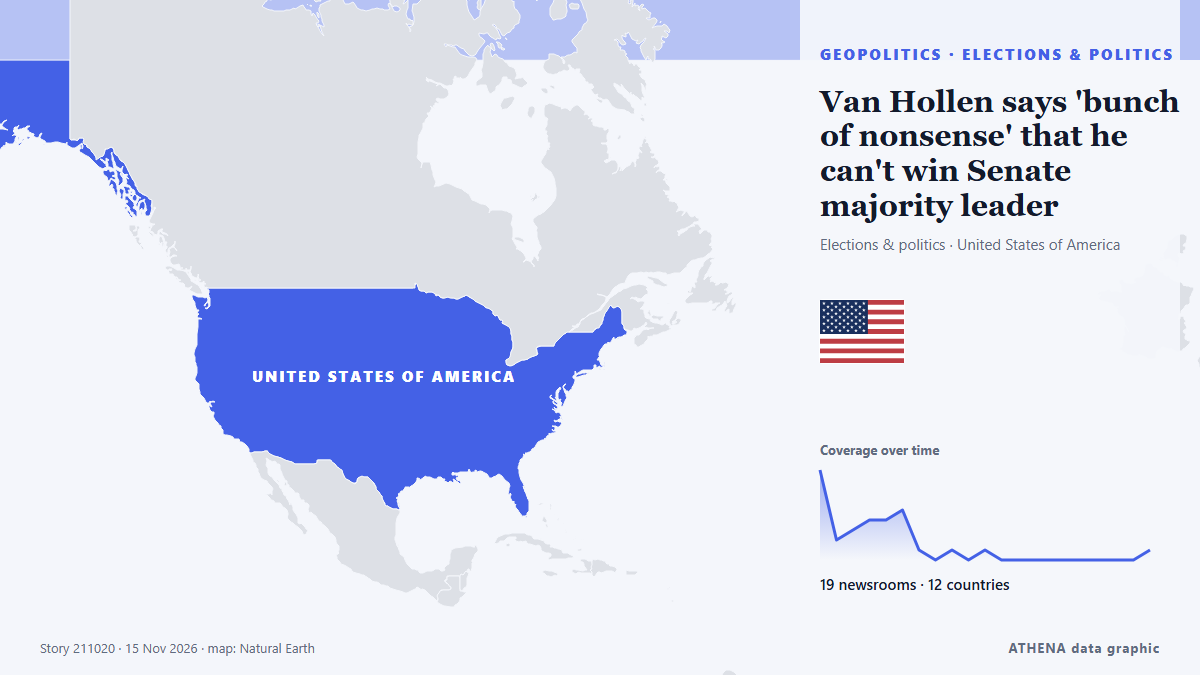 GEOPOLITICS · ELECTIONS & POLITICS
Van Hollen says 'bunch
of nonsense' that he
can't win Senate
majority leader
Elections & politics · United States of America
UNITED STATES OF AMERICA
Coverage over time
19 newsrooms · 12 countries
Story 211020 · 15 Nov 2026 · map: Natural Earth
ATHENA data graphic